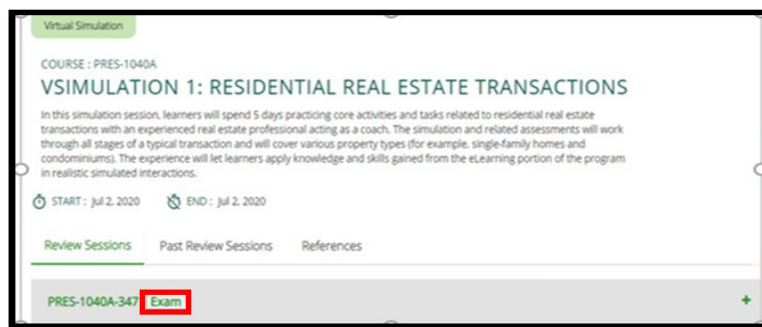 Virtual Simulation
COURSE : PRES-1040A
VSIMULATION 1: RESIDENTIAL REAL ESTATE TRANSACTIONS
In this simulation session, learners will spend 5 days practicing core activities and tasks related to residential real estate
transactions with an experienced real estate professional acting as a coach. The simulation and related assessments will work
through all stages of a typical transaction and will cover various property types (for example, single-family homes and
condominiums). The experience will let learners apply knowledge and skills gained from the eLearning portion of the program
in realistic simulated interactions.
START : Jul 2, 2020 END : Jul 2, 2020
Review Sessions Past Review Sessions References
PRES-1040A-347 Exam +